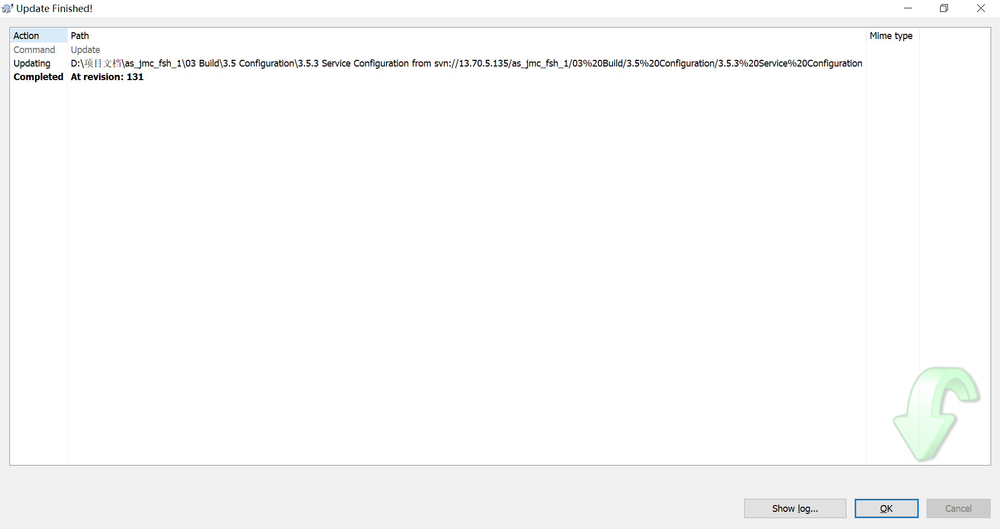 Update Finished!
Action Path Mime type
Command Update
Updating D:\项目文档\as_jmc_fsh_1\03 Build\3.5 Configuration\3.5.3 Service Configuration from svn://13.70.5.135/as_jmc_fsh_1/03%20Build/3.5%20Configuration/3.5.3%20Service%20Configuration
Completed At revision: 131
Show log... OK Cancel